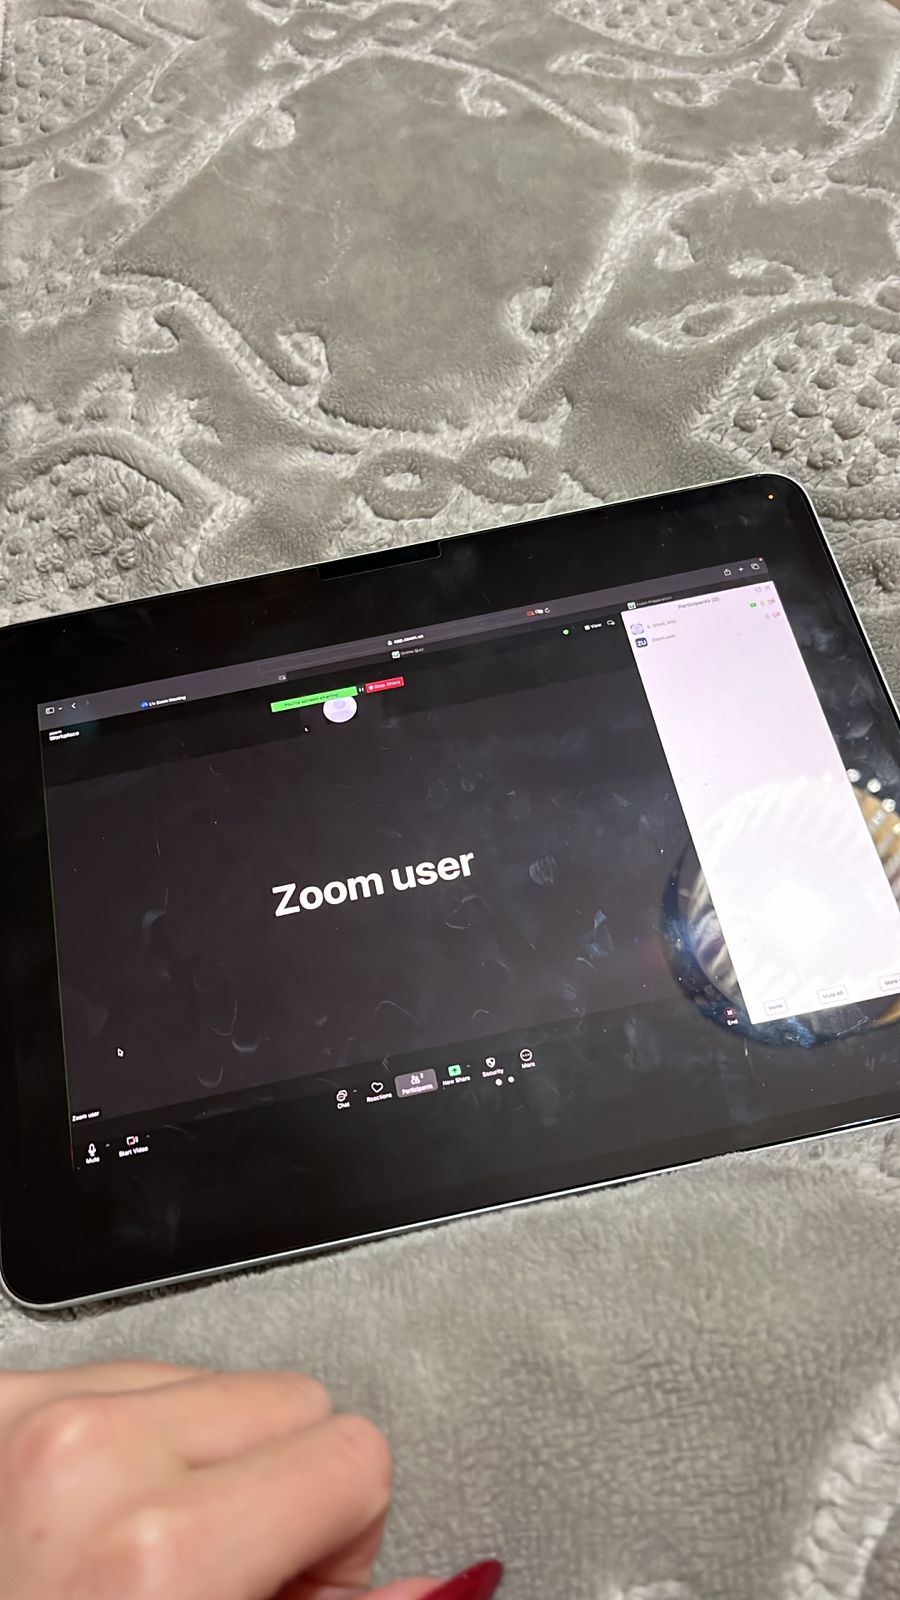 app.zoom.us
Online Quiz
L's Zoom Meeting
Exam Preparation
zoom
Workplace
You're screen sharing
Stop Share
View
Participants (2)
ZU
Zoom user
L
Zoom user
Zoom user
Mute
Start Video
Chat
Reactions
2
Participants
New Share
Security
More
End
Invite
Mute All
More